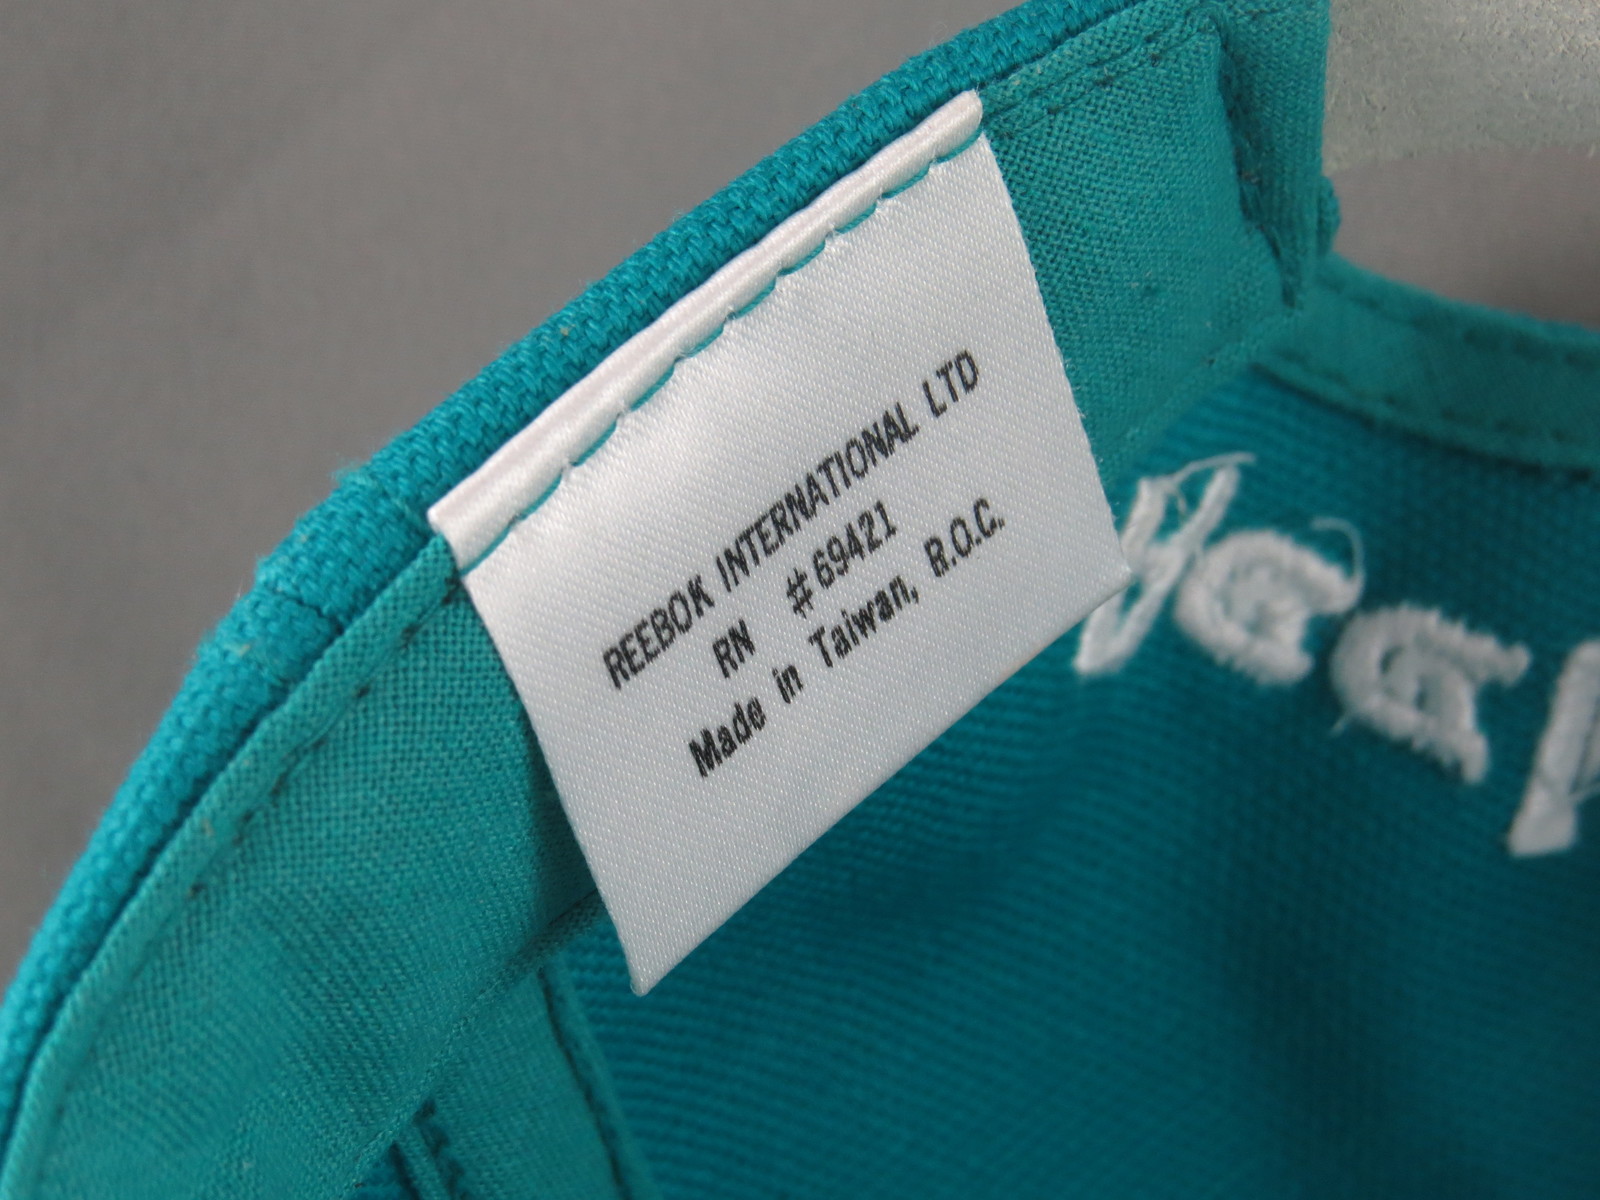 REEBOK INTERNATIONAL LTD
RN #69421
Made in Taiwan, R.O.C.